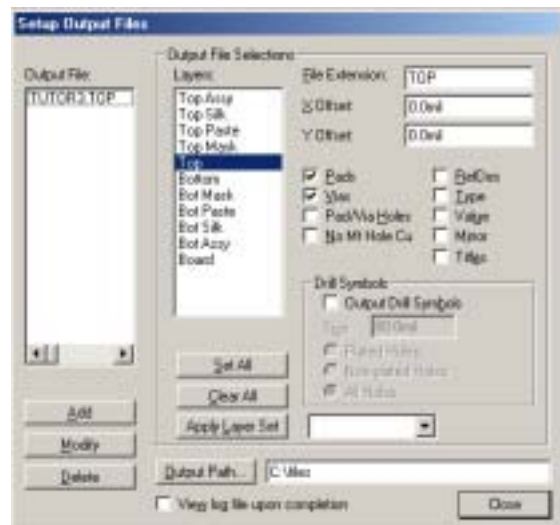 Setup Output Files
Output File:
TUTOR3.TOP
Add
Modify
Delete
Output File Selections
Layers:
Top Assy
Top Silk
Top Paste
Top Mask
Top
Bottom
Bot Mask
Bot Paste
Bot Silk
Bot Assy
Board
Set All
Clear All
Apply Layer Set
File Extension:
TOP
X Offset:
0.0mil
Y Offset:
0.0mil
Pads
Vias
Pad/Via Holes
No Mt Hole Cu
RefDes
Type
Value
Mirror
Titles
Drill Symbols
Output Drill Symbols
Size
80.0mil
Plated Holes
Non-plated Holes
All Holes
Output Path...
C:\files
View log file upon completion
Close